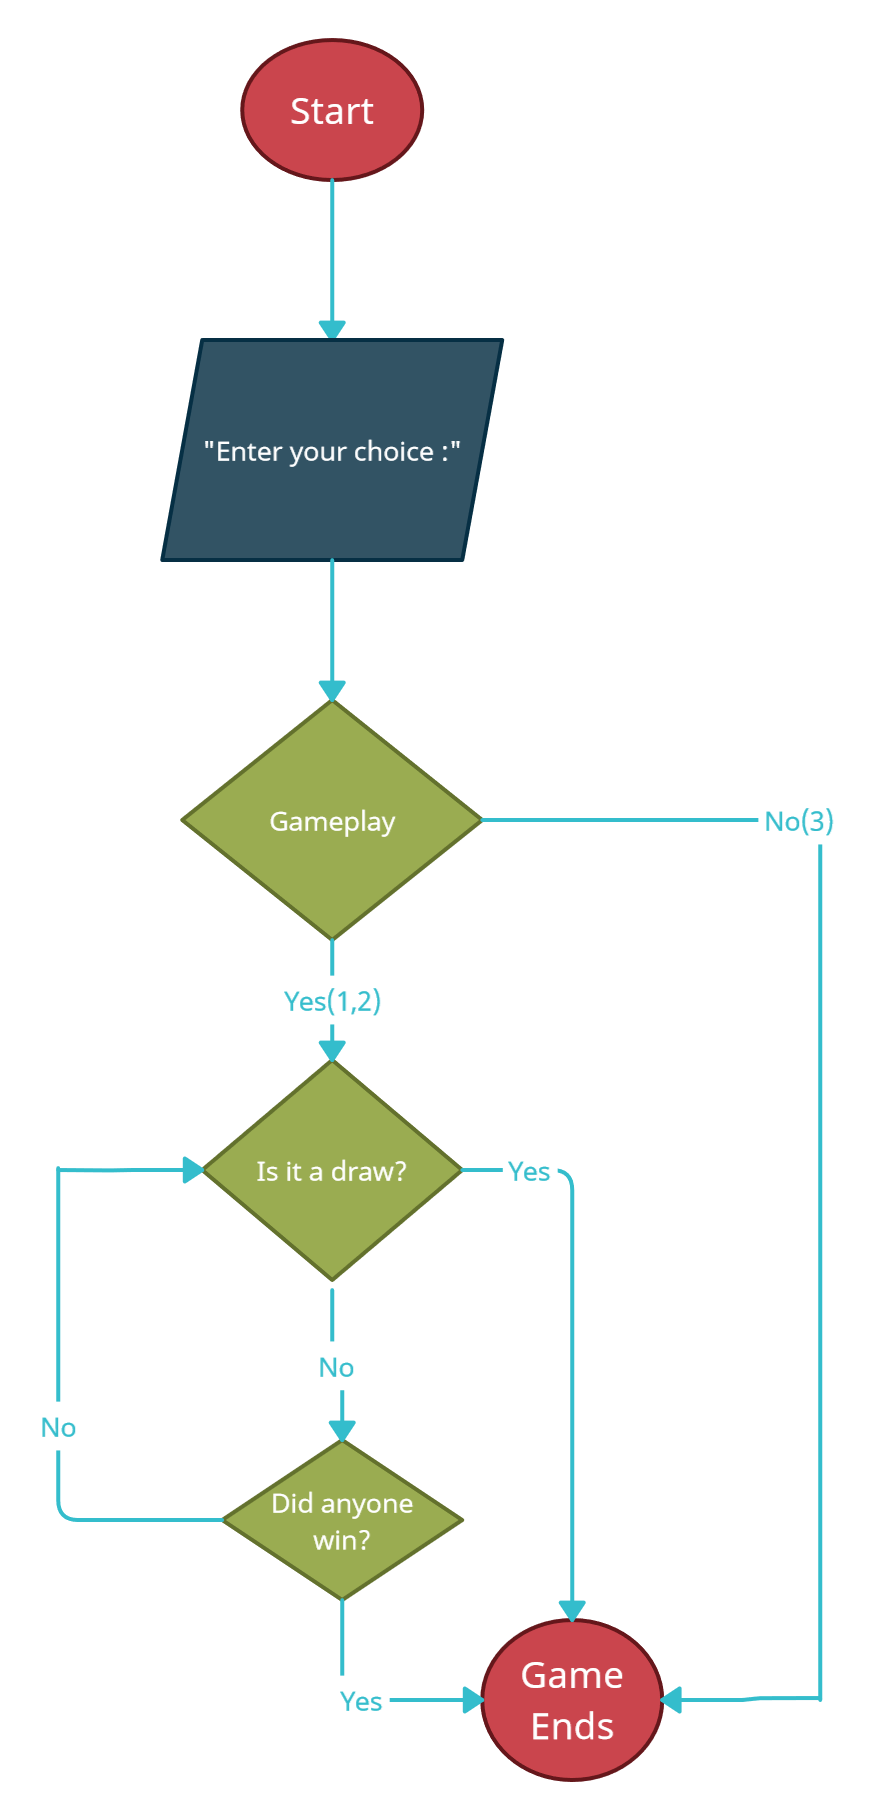 Start
"Enter your choice :"
Gameplay
No(3)
Yes(1,2)
Is it a draw?
Yes
No
No
Did anyone
win?
Yes
Game
Ends